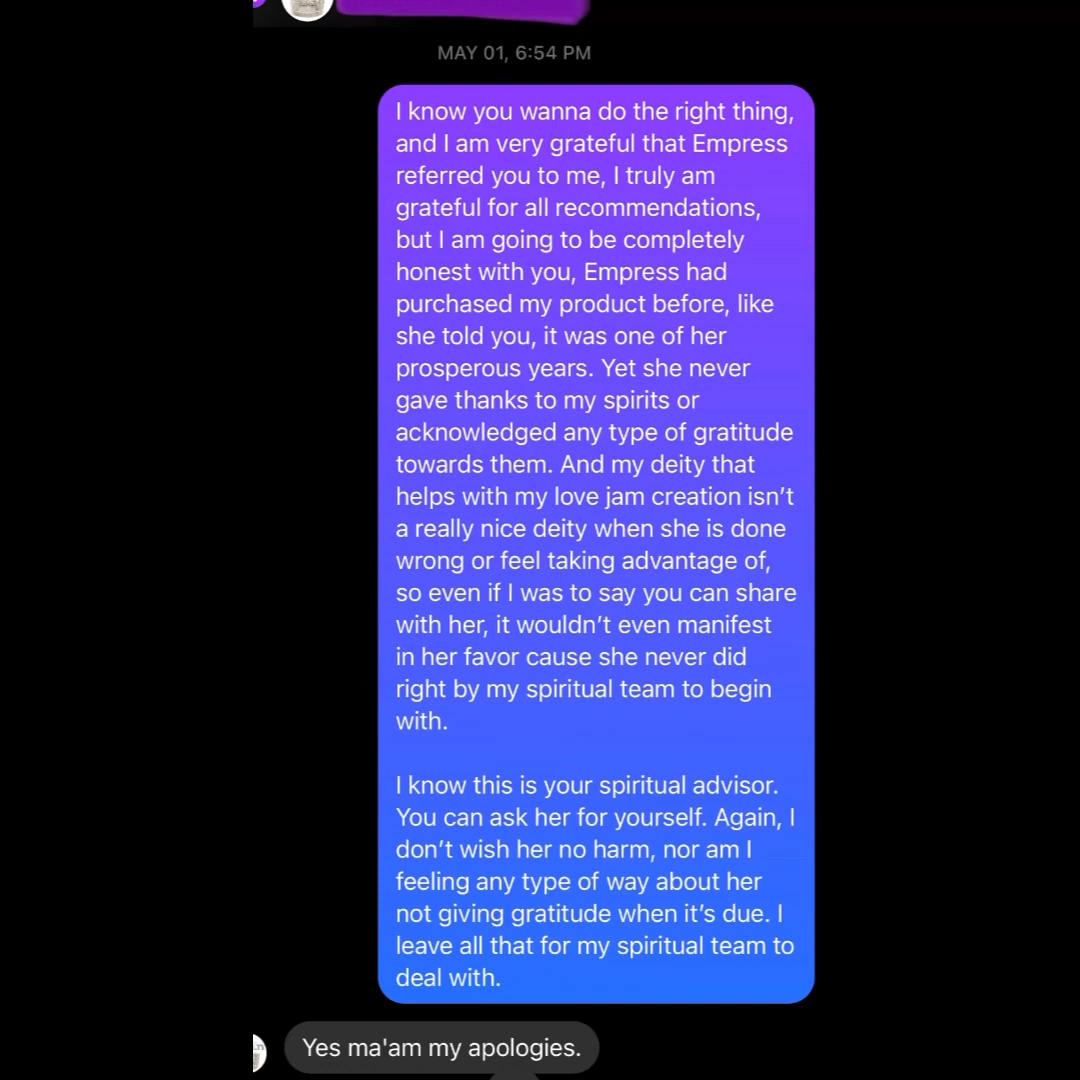 MAY 01, 6:54 PM
I know you wanna do the right thing,
and I am very grateful that Empress
referred you to me, I truly am
grateful for all recommendations,
but I am going to be completely
honest with you, Empress had
purchased my product before, like
she told you, it was one of her
prosperous years. Yet she never
gave thanks to my spirits or
acknowledged any type of gratitude
towards them. And my deity that
helps with my love jam creation isn’t
a really nice deity when she is done
wrong or feel taking advantage of,
so even if I was to say you can share
with her, it wouldn’t even manifest
in her favor cause she never did
right by my spiritual team to begin
with.
I know this is your spiritual advisor.
You can ask her for yourself. Again, I
don’t wish her no harm, nor am I
feeling any type of way about her
not giving gratitude when it’s due. I
leave all that for my spiritual team to
deal with.
Yes ma'am my apologies.